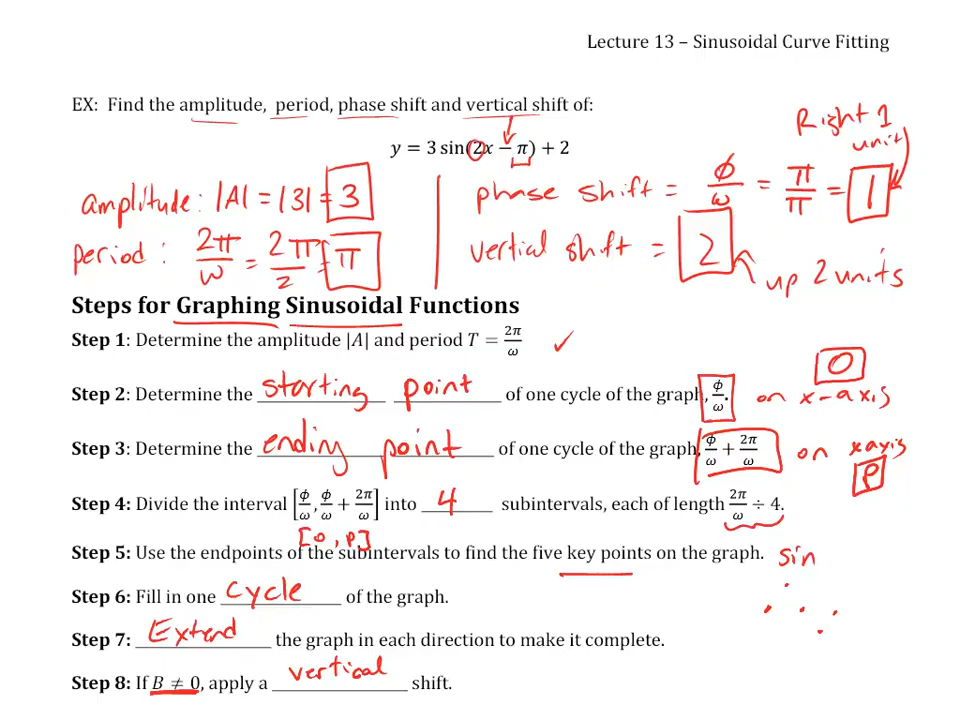 Lecture 13 – Sinusoidal Curve Fitting
EX: Find the amplitude, period, phase shift and vertical shift of:
y = 3 sin(2x − π) + 2
Right 1
unit
amplitude: |A| = |3| = 3
phase shift = ϕ/ω = π/π = 1
period: 2π/ω = 2π/2 = π
vertical shift = 2
up 2 units
Steps for Graphing Sinusoidal Functions
Step 1: Determine the amplitude |A| and period T = 2π/ω ✓
Step 2: Determine the starting point of one cycle of the graph, ϕ/ω. on x-axis
0
Step 3: Determine the ending point of one cycle of the graph, ϕ/ω + 2π/ω on x axis
P
Step 4: Divide the interval [ϕ/ω, ϕ/ω + 2π/ω] into 4 subintervals, each of length 2π/ω ÷ 4.
[0, P]
Step 5: Use the endpoints of the subintervals to find the five key points on the graph. sin
Step 6: Fill in one cycle of the graph.
Step 7: Extend the graph in each direction to make it complete.
Step 8: If B ≠ 0, apply a vertical shift.